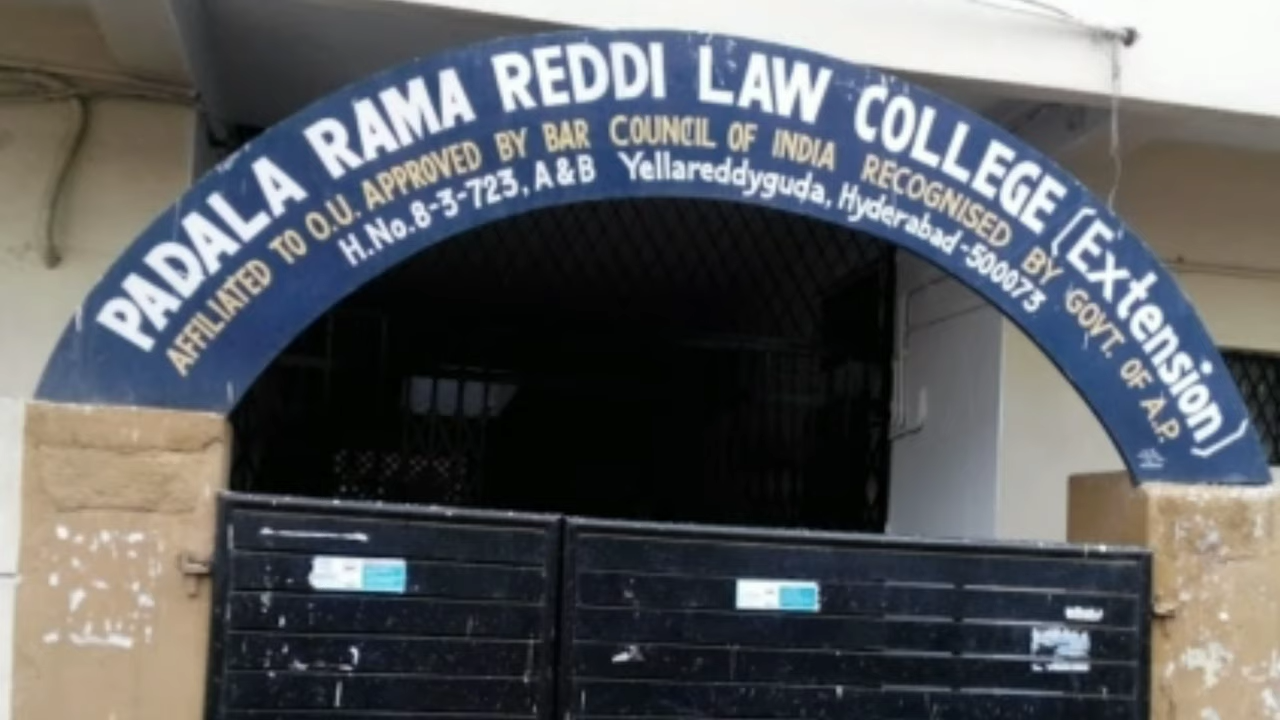 PADALA RAMA REDDI LAW COLLEGE (Extension)
AFFILIATED TO O.U. APPROVED BY BAR COUNCIL OF INDIA RECOGNISED BY GOVT. OF A.P.
H.No.8-3-723, A&B Yellareddyguda, Hyderabad-500073